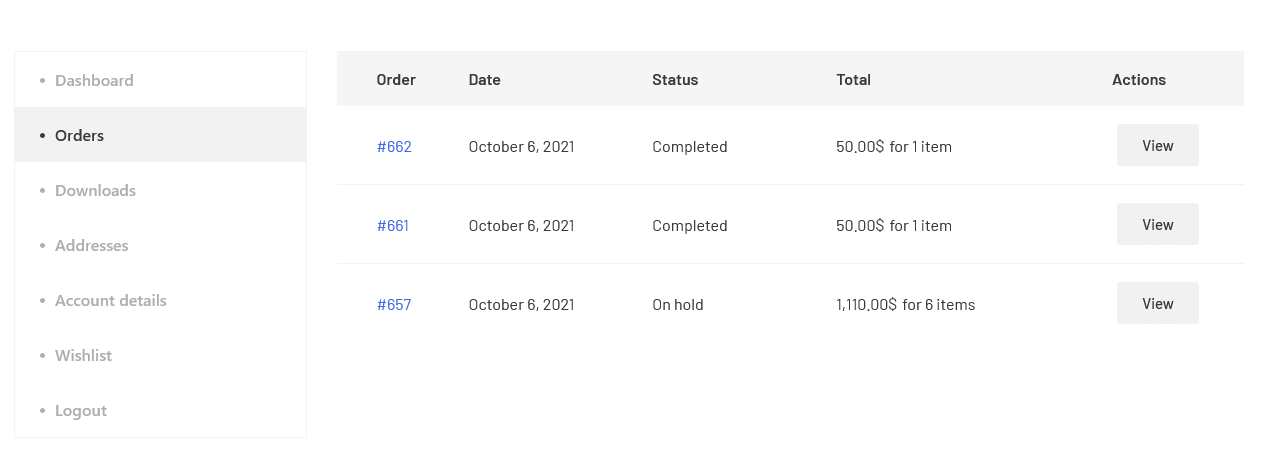 Dashboard
Orders
Downloads
Addresses
Account details
Wishlist
Logout
Order Date Status Total Actions
#662 October 6, 2021 Completed 50.00$ for 1 item View
#661 October 6, 2021 Completed 50.00$ for 1 item View
#657 October 6, 2021 On hold 1,110.00$ for 6 items View